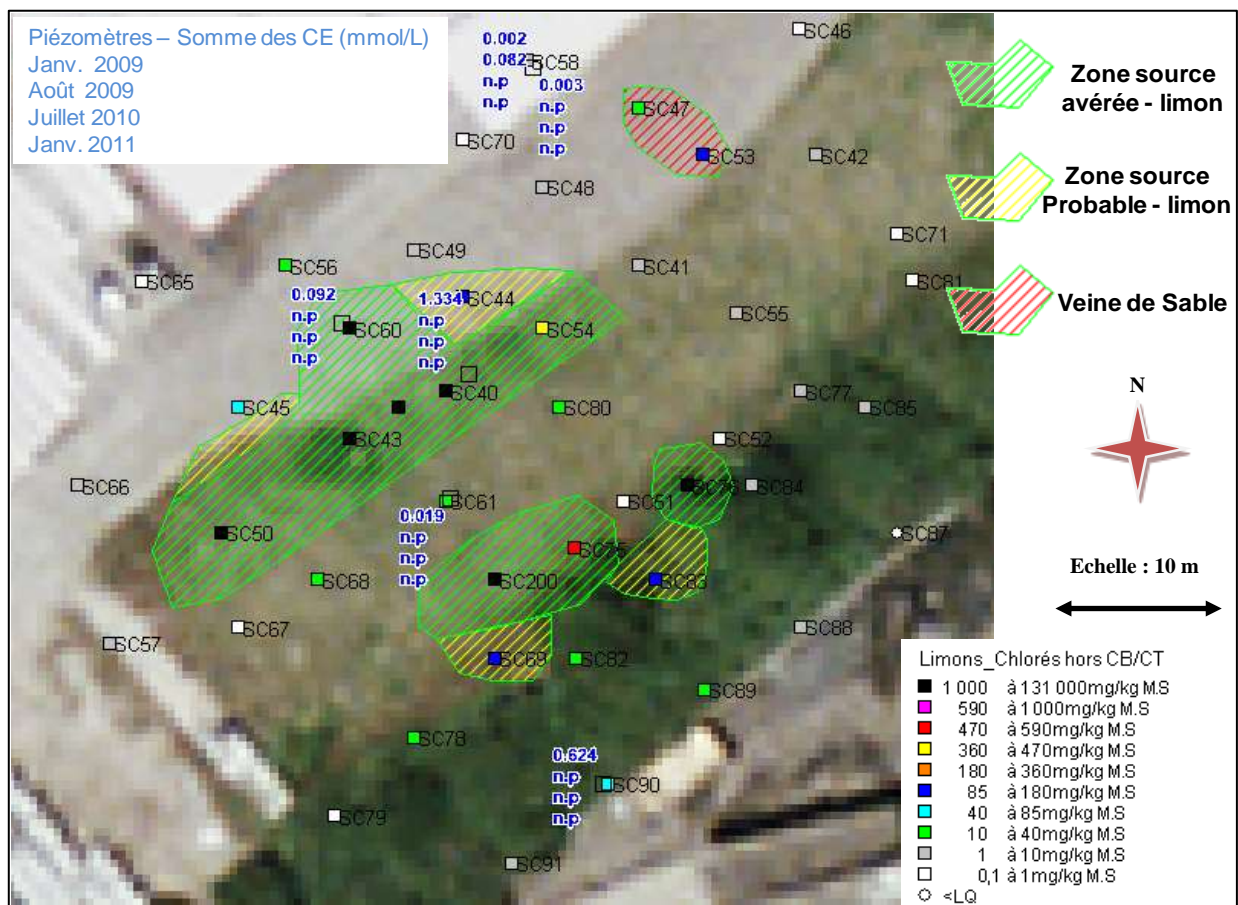 Piézomètres – Somme des CE (mmol/L)
Janv. 2009
Août 2009
Juillet 2010
Janv. 2011
0.002
0.082
n.p
n.p
SC58
0.003
n.p
n.p
n.p
SC46
SC47
SC70
SC53
SC42
SC48
SC71
SC49
SC56
SC41
SC65
SC81
0.092
n.p
n.p
n.p
1.334
n.p
n.p
n.p
SC44
SC55
SC60
SC54
SC40
SC77
SC45
SC80
SC85
SC43
SC52
SC66
SC76
SC84
SC61
SC51
0.019
n.p
n.p
n.p
SC50
SC87
SC75
SC68
SC200
SC83
SC67
SC88
SC57
SC69
SC82
SC89
SC78
0.624
n.p
n.p
n.p
SC90
SC79
SC91
Zone source
avérée - limon
Zone source
Probable - limon
Veine de Sable
N
Echelle : 10 m
Limons_Chlorés hors CB/CT
1 000 à 131 000mg/kg M.S
590 à 1 000mg/kg M.S
470 à 590mg/kg M.S
360 à 470mg/kg M.S
180 à 360mg/kg M.S
85 à 180mg/kg M.S
40 à 85mg/kg M.S
10 à 40mg/kg M.S
1 à 10mg/kg M.S
0,1 à 1mg/kg M.S
<LQ